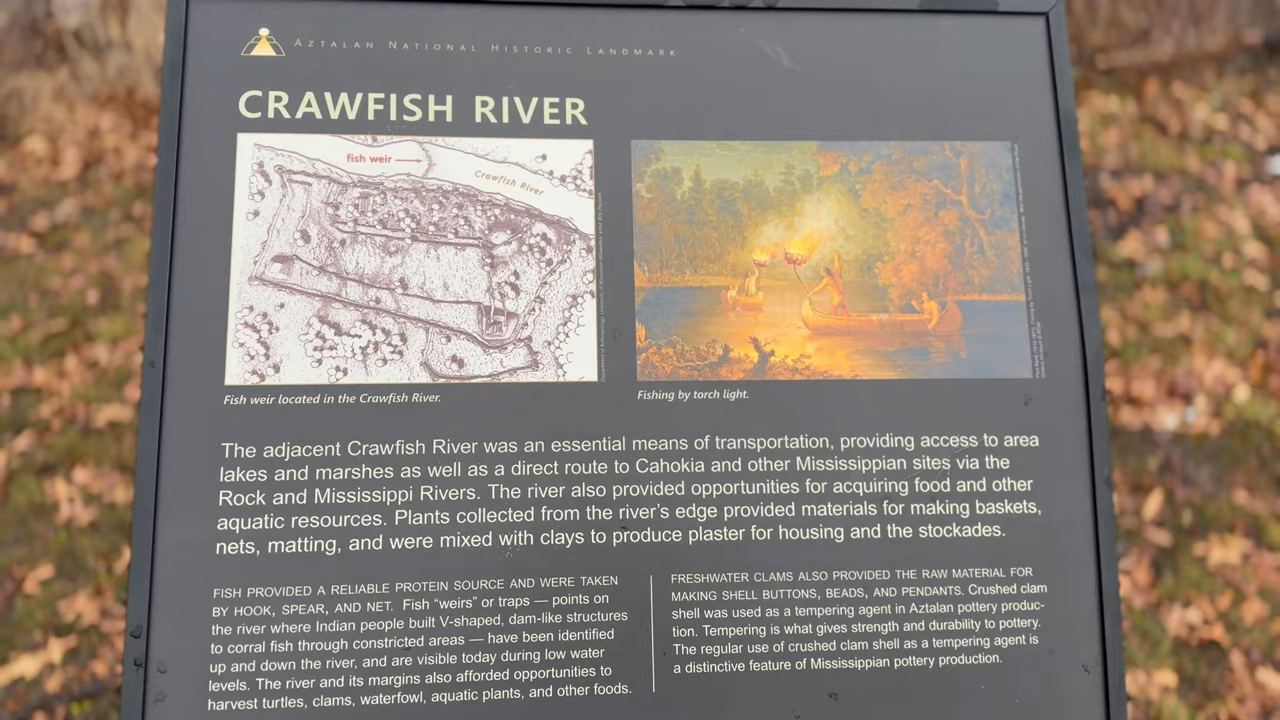 AZTALAN NATIONAL HISTORIC LANDMARK
CRAWFISH RIVER
fish weir
Crawfish River
Fish weir located in the Crawfish River.
Fishing by torch light.
The adjacent Crawfish River was an essential means of transportation, providing access to area
lakes and marshes as well as a direct route to Cahokia and other Mississippian sites via the
Rock and Mississippi Rivers. The river also provided opportunities for acquiring food and other
aquatic resources. Plants collected from the river's edge provided materials for making baskets,
nets, matting, and were mixed with clays to produce plaster for housing and the stockades.
FISH PROVIDED A RELIABLE PROTEIN SOURCE AND WERE TAKEN
BY HOOK, SPEAR, AND NET. Fish “weirs” or traps — points on
the river where Indian people built V-shaped, dam-like structures
to corral fish through constricted areas — have been identified
up and down the river, and are visible today during low water
levels. The river and its margins also afforded opportunities to
harvest turtles, clams, waterfowl, aquatic plants, and other foods.
FRESHWATER CLAMS ALSO PROVIDED THE RAW MATERIAL FOR
MAKING SHELL BUTTONS, BEADS, AND PENDANTS. Crushed clam
shell was used as a tempering agent in Aztalan pottery produc-
tion. Tempering is what gives strength and durability to pottery.
The regular use of crushed clam shell as a tempering agent is
a distinctive feature of Mississippian pottery production.